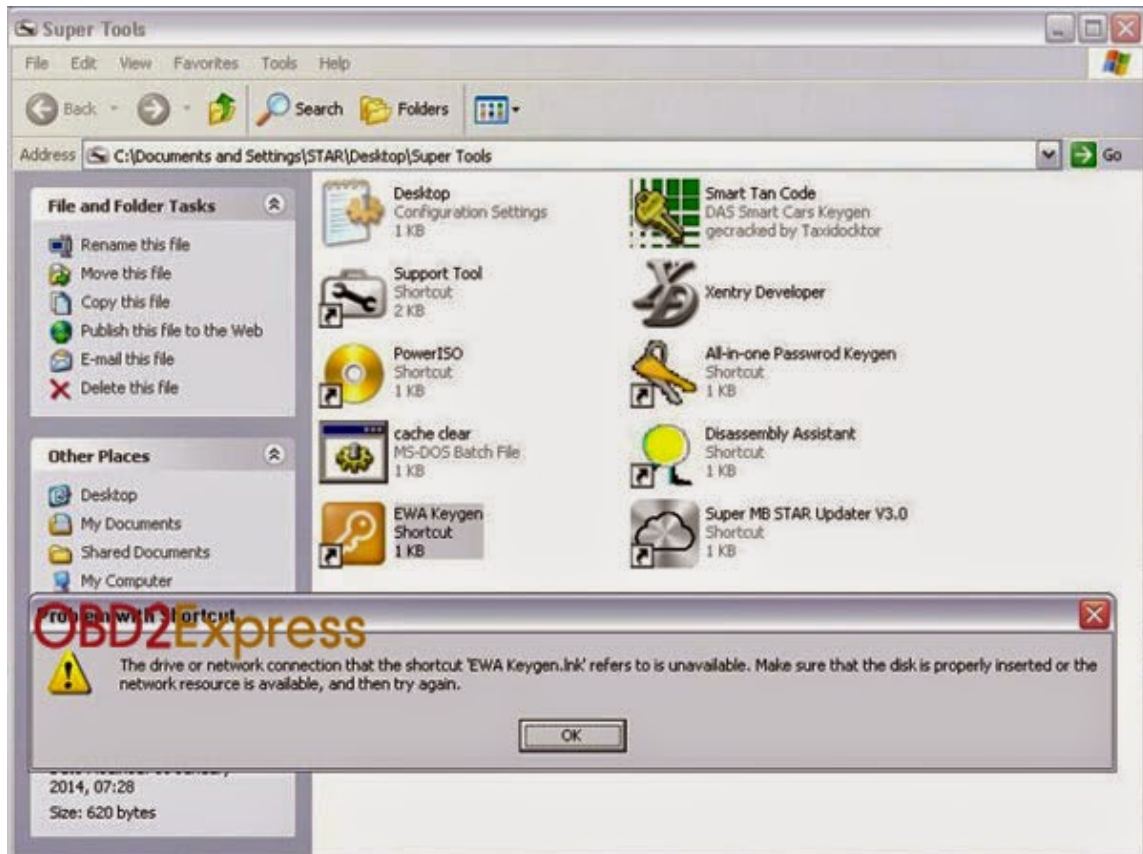 Super Tools
File Edit View Favorites Tools Help
Back Search Folders
Address C:\Documents and Settings\STAR\Desktop\Super Tools Go
File and Folder Tasks
Rename this file
Move this file
Copy this file
Publish this file to the Web
E-mail this file
Delete this file
Other Places
Desktop
My Documents
Shared Documents
My Computer
Desktop
Configuration Settings
1 KB
Smart Tan Code
DAS Smart Cars Keygen
gecracked by Taxidocktor
Support Tool
Shortcut
2 KB
Xentry Developer
PowerISO
Shortcut
1 KB
All-in-one Passwrod Keygen
Shortcut
1 KB
cache clear
MS-DOS Batch File
1 KB
Disassembly Assistant
Shortcut
1 KB
EWA Keygen
Shortcut
1 KB
Super MB STAR Updater V3.0
Shortcut
1 KB
Problem with Shortcut
OBD2Express
The drive or network connection that the shortcut 'EWA Keygen.lnk' refers to is unavailable. Make sure that the disk is properly inserted or the
network resource is available, and then try again.
OK
2014, 07:28
Size: 620 bytes